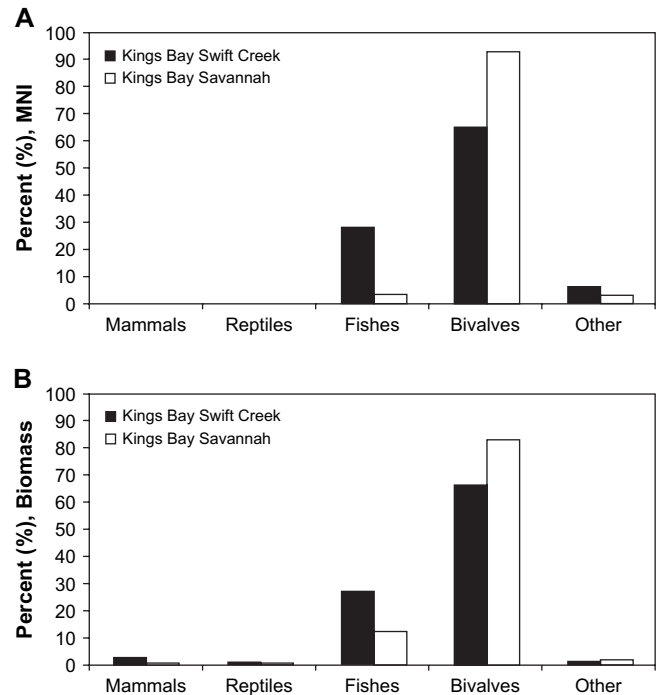 A
Percent (%), MNI
100
90
80
70
60
50
40
30
20
10
0
Kings Bay Swift Creek
Kings Bay Savannah
Mammals Reptiles Fishes Bivalves Other
B
Percent (%), Biomass
100
90
80
70
60
50
40
30
20
10
0
Kings Bay Swift Creek
Kings Bay Savannah
Mammals Reptiles Fishes Bivalves Other